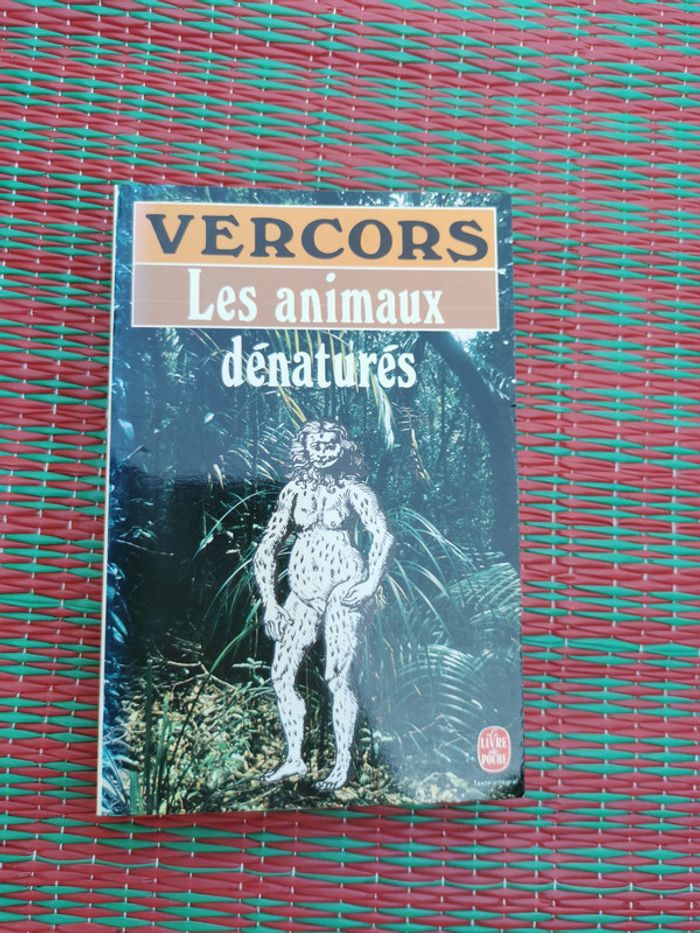 VERCORS
Les animaux
dénaturés
Le
LIVRE
de
POCHE
Texte intégral